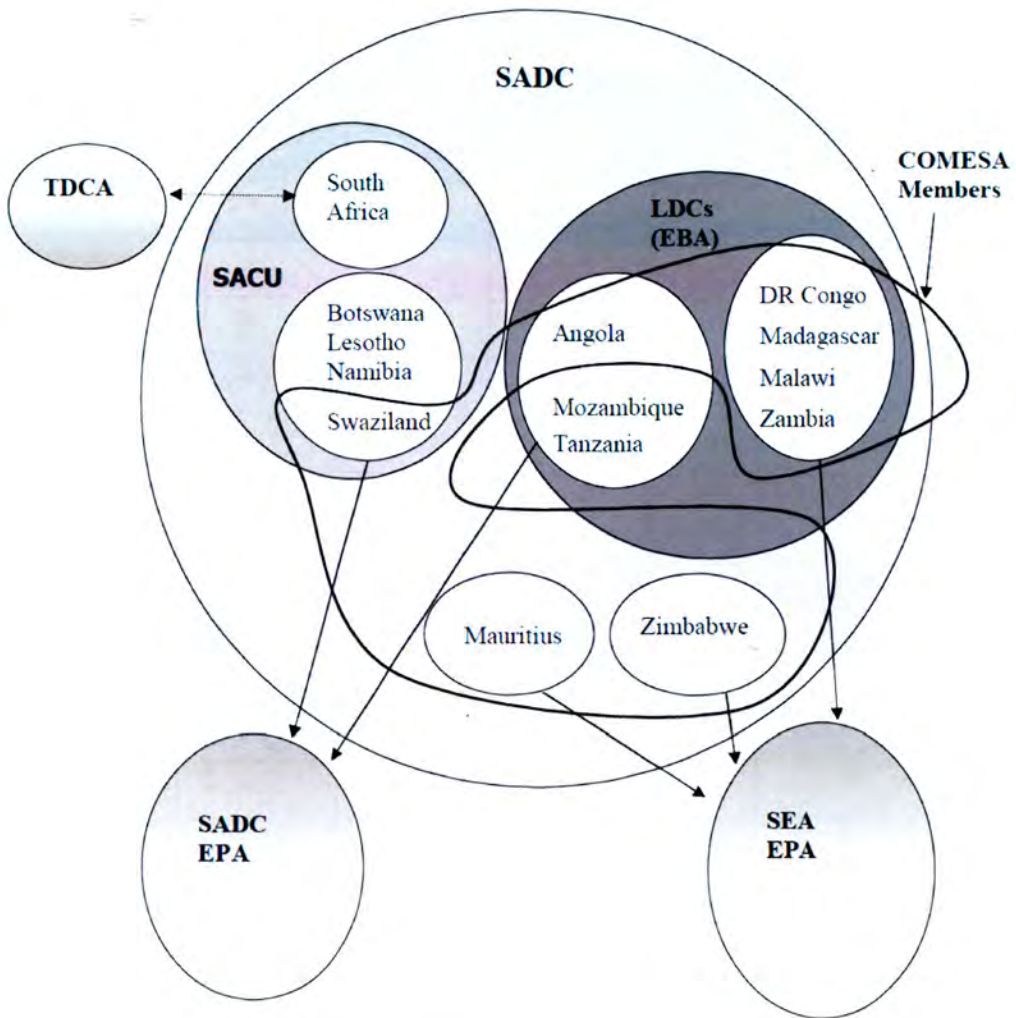 SADC
TDCA
South
Africa
SACU
Botswana
Lesotho
Namibia
Swaziland
COMESA
Members
LDCs
(EBA)
Angola
Mozambique
Tanzania
DR Congo
Madagascar
Malawi
Zambia
Mauritius
Zimbabwe
SADC
EPA
SEA
EPA